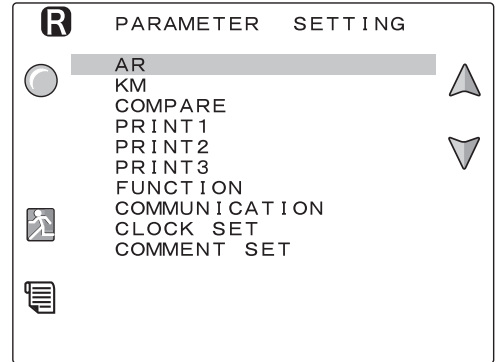 R PARAMETER SETTING
AR
KM
COMPARE
PRINT1
PRINT2
PRINT3
FUNCTION
COMMUNICATION
CLOCK SET
COMMENT SET